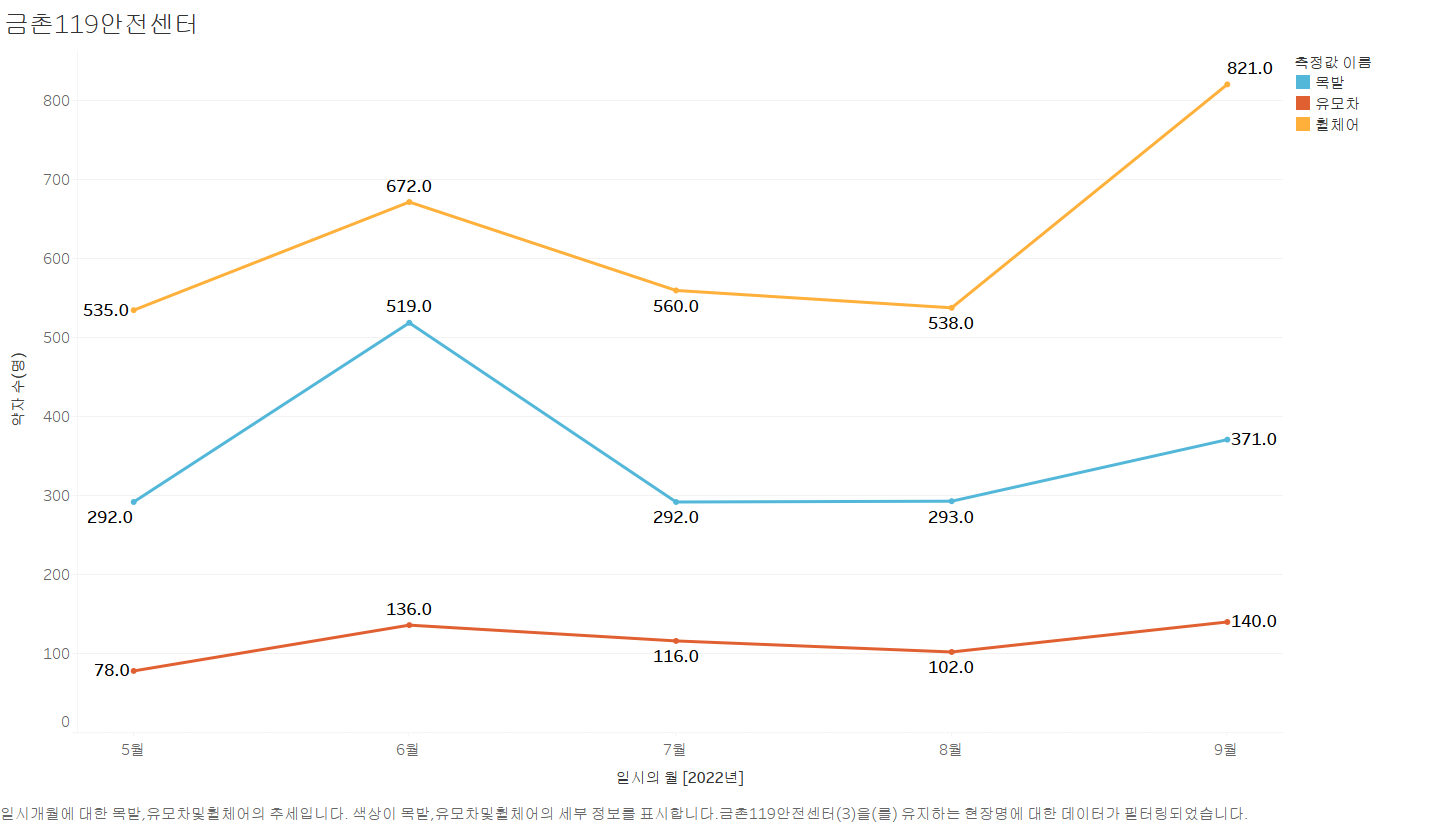 금촌119안전센터
측정값 이름
목발
유모차
휠체어
821.0
800
700
672.0
600
535.0
519.0
560.0
538.0
500
약자 수(명)
400
371.0
300
292.0
292.0
293.0
200
136.0
140.0
100
78.0
116.0
102.0
0
5월
6월
7월
8월
9월
일시의 월 [2022년]
일시개월에 대한 목발,유모차및휠체어의 추세입니다. 색상이 목발,유모차및휠체어의 세부 정보를 표시합니다.금촌119안전센터(3)을(를) 유지하는 현장명에 대한 데이터가 필터링되었습니다.